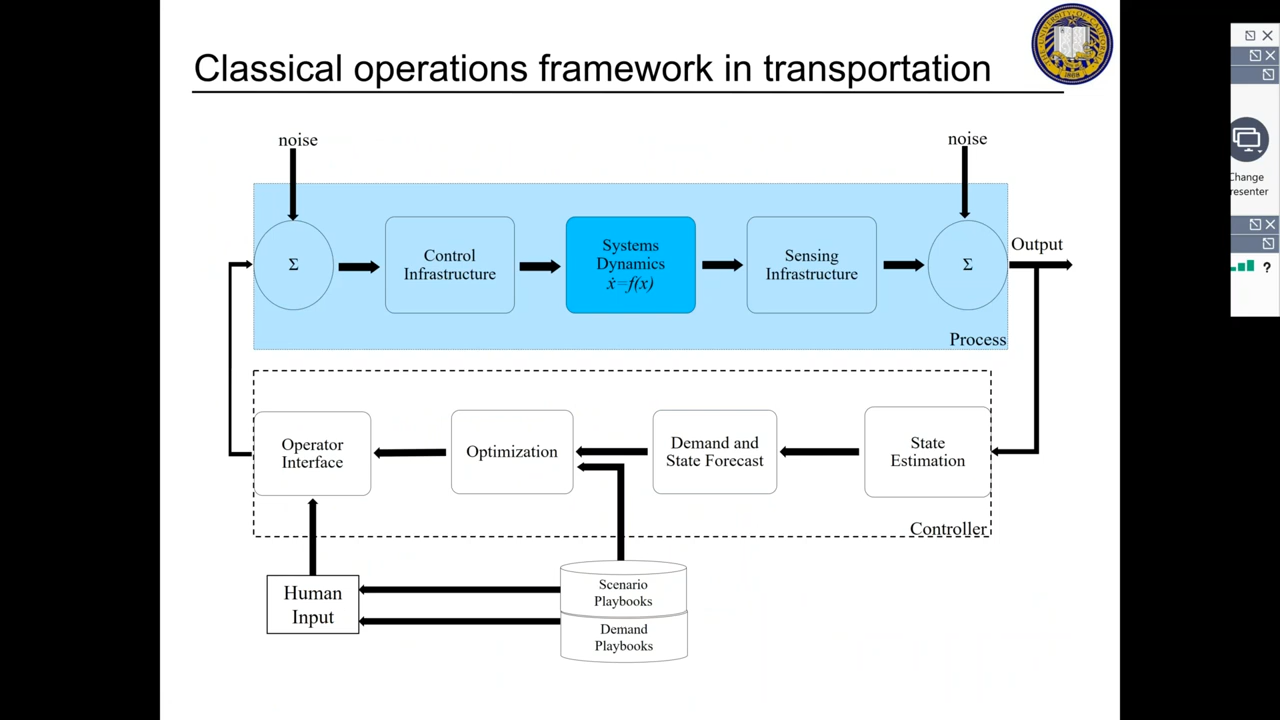 Classical operations framework in transportation
noise
noise
Σ
Control
Infrastructure
Systems
Dynamics
ẋ=f(x)
Sensing
Infrastructure
Σ
Output
Process
Operator
Interface
Optimization
Demand and
State Forecast
State
Estimation
Controller
Human
Input
Scenario
Playbooks
Demand
Playbooks
Change
resenter
?